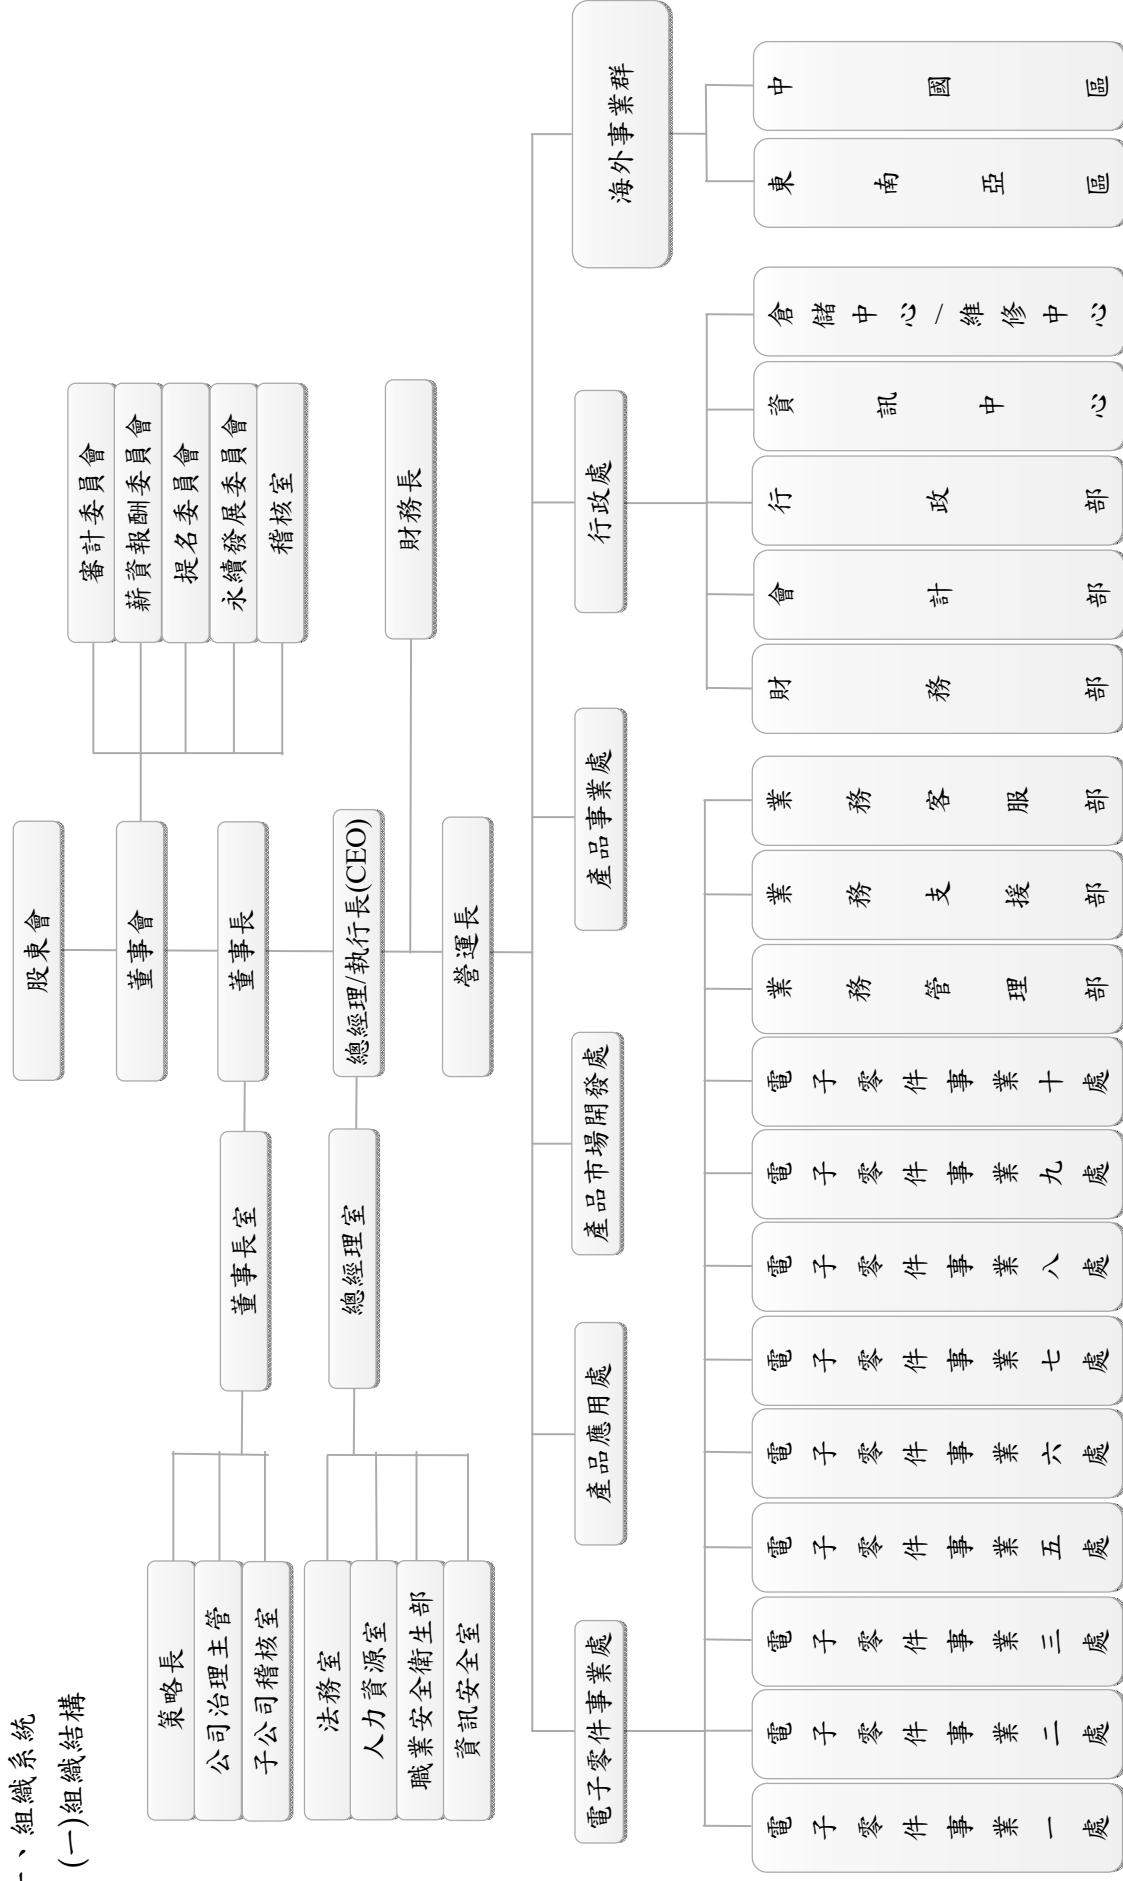 一、組織系統
(一)組織結構
股東會
董事會
審計委員會
薪資報酬委員會
提名委員會
永續發展委員會
稽核室
董事長
董事長室
策略長
公司治理主管
子公司稽核室
總經理/執行長(CEO)
總經理室
法務室
人力資源室
職業安全衛生部
資訊安全室
財務長
營運長
電子零件事業處
產品應用處
產品市場開發處
產品事業處
行政處
海外事業群
電子零件事業一處
電子零件事業二處
電子零件事業三處
電子零件事業五處
電子零件事業六處
電子零件事業七處
電子零件事業八處
電子零件事業九處
電子零件事業十處
業務管理部
業務支援部
業務客服部
財務部
會計部
行政部
資訊中心
倉儲中心/維修中心
東南亞區
中國區